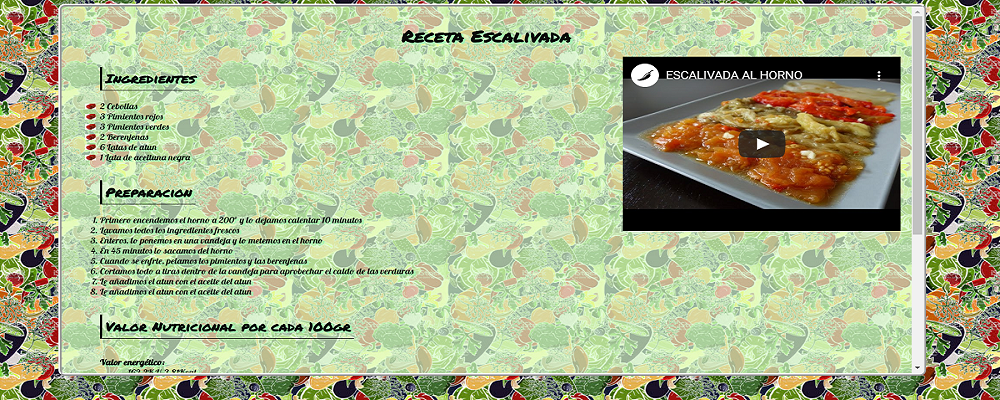 Receta Escalivada
Ingredientes
2 Cebollas
3 Pimientos rojos
3 Pimientos verdes
2 Berenjenas
6 Latas de atun
1 Lata de aceituna negra
ESCALIVADA AL HORNO
Preparacion
1. Primero encendemos el horno a 200° y lo dejamos calentar 10 minutos
2. Lavamos todos los ingredientes frescos
3. Enteros, lo ponemos en una vandeja y lo metemos en el horno
4. En 45 minutos lo sacamos del horno
5. Cuando se enfrie, pelamos los pimientos y las berenjenas
6. Cortamos todo a tiras dentro de la vandeja para aprobechar el caldo de las verduras
7. Le añadimos el atun con el aceite del atun
8. Le añadimos el atun con el aceite del atun
Valor Nutricional por cada 100gr
Valor energético: